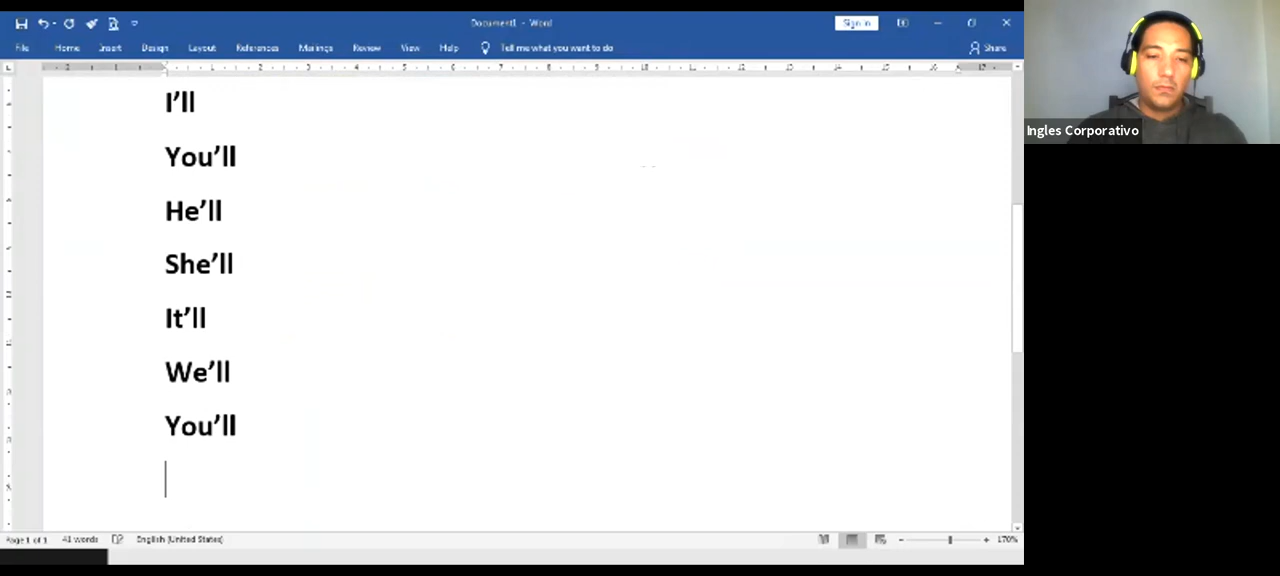 Document1 - Word
Sign in
File Home Insert Design Layout References Mailings Review View Help Tell me what you want to do Share
I’ll
You’ll
He’ll
She’ll
It’ll
We’ll
You’ll
Ingles Corporativo
Page 1 of 1 41 words English (United States) 170%